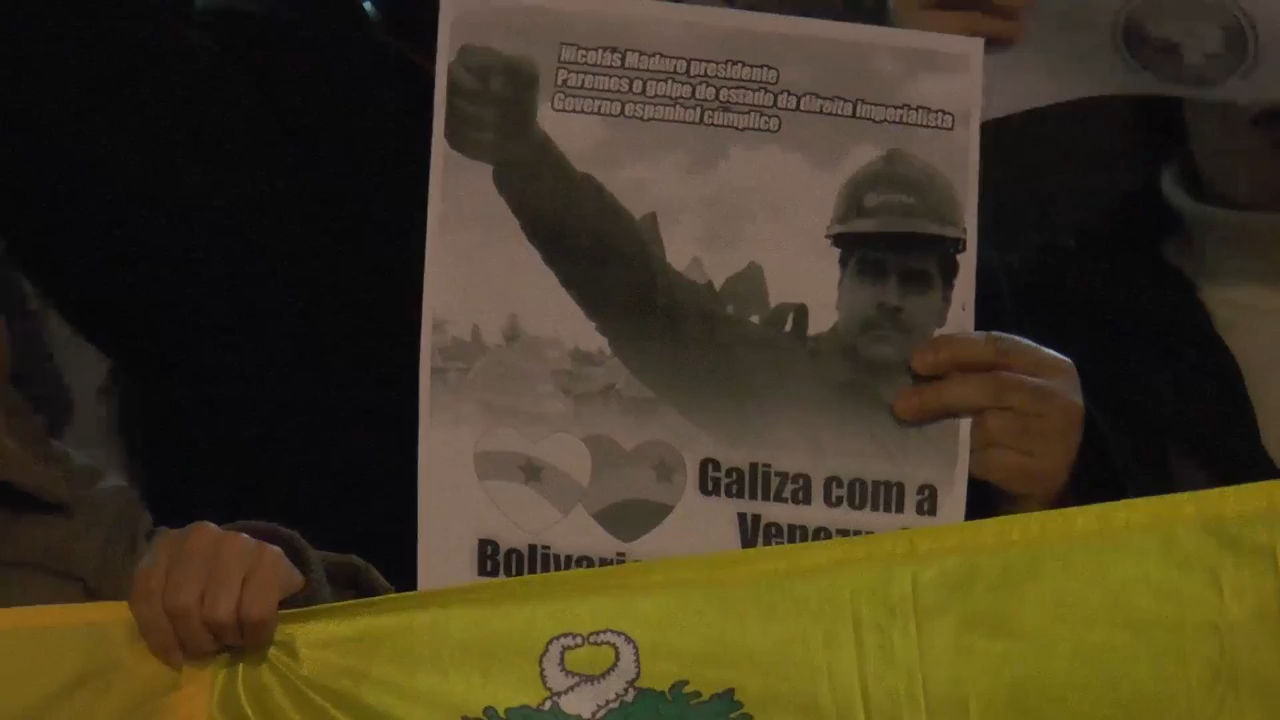 Nicolás Maduro presidente
Paremos o golpe de estado da direita imperialista
Governo espanhol cúmplice
Galiza com a